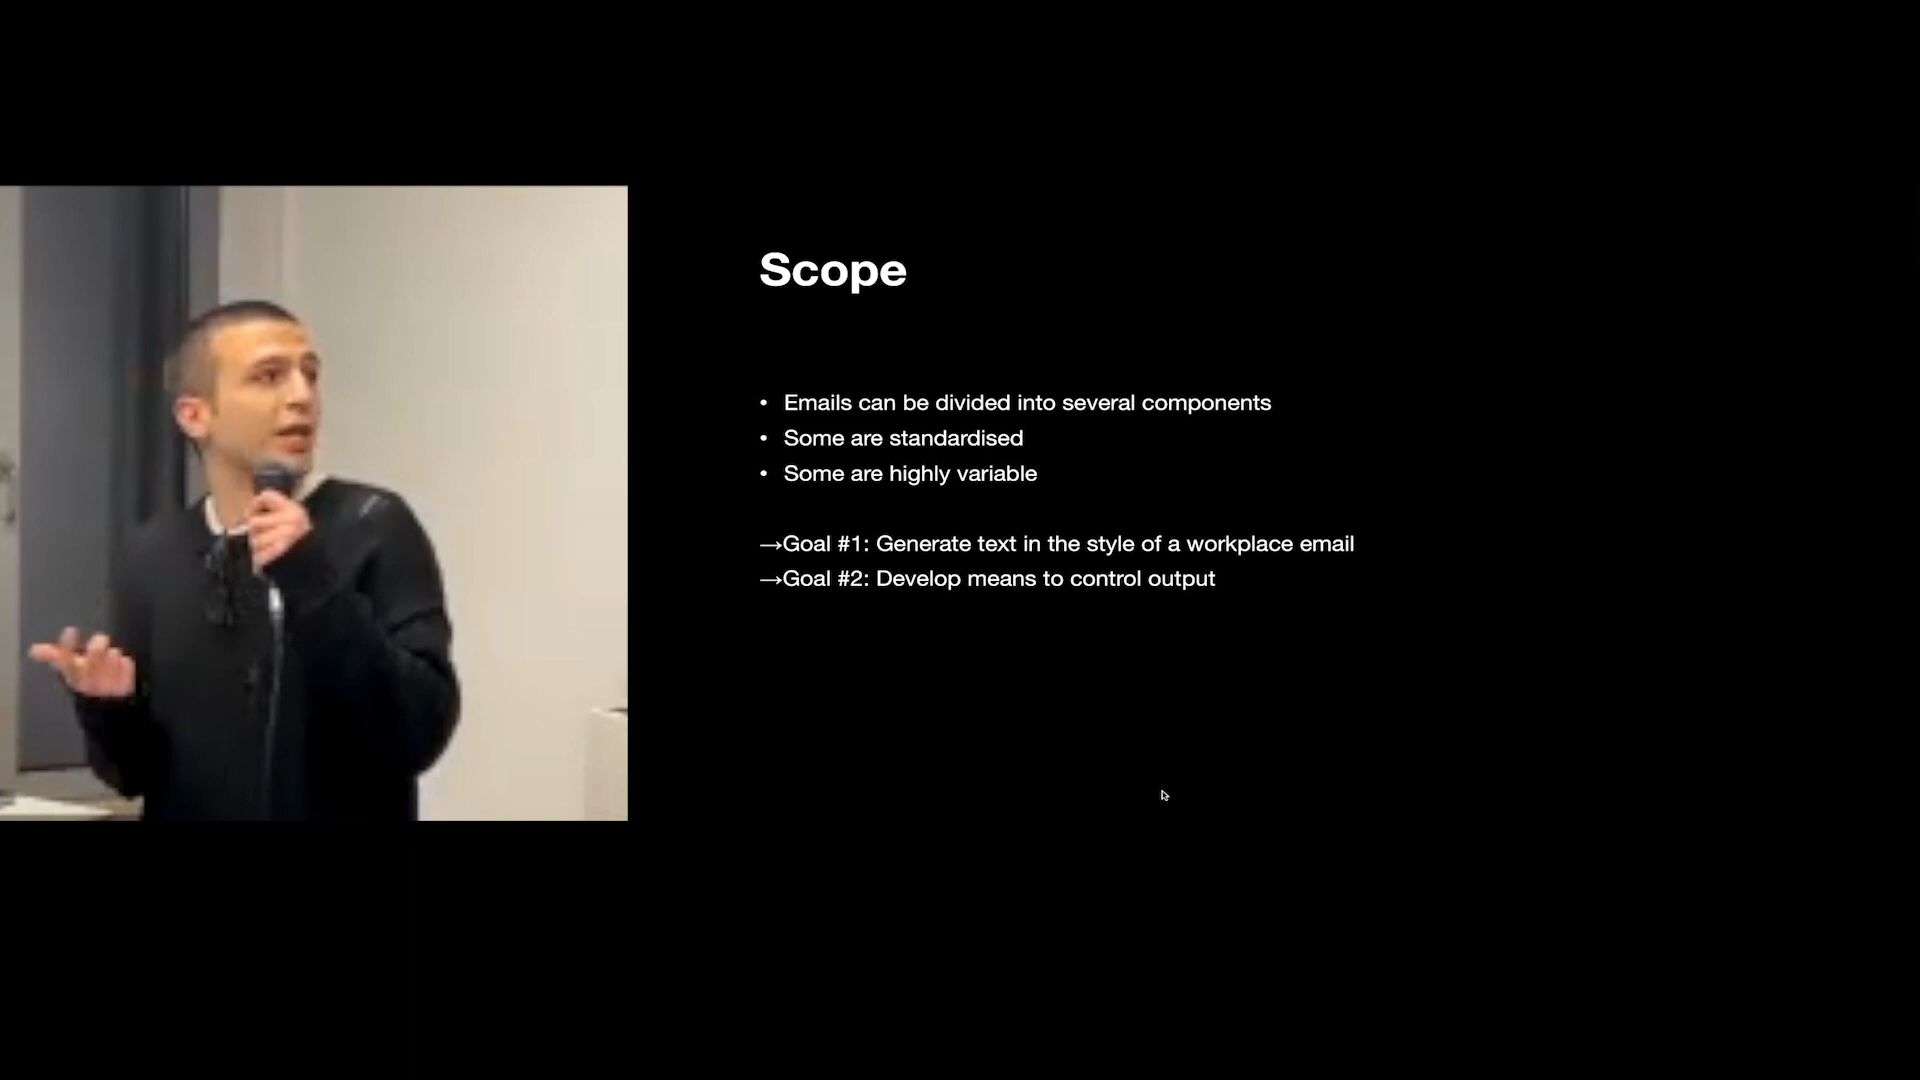 Scope
• Emails can be divided into several components
• Some are standardised
• Some are highly variable
→Goal #1: Generate text in the style of a workplace email
→Goal #2: Develop means to control output